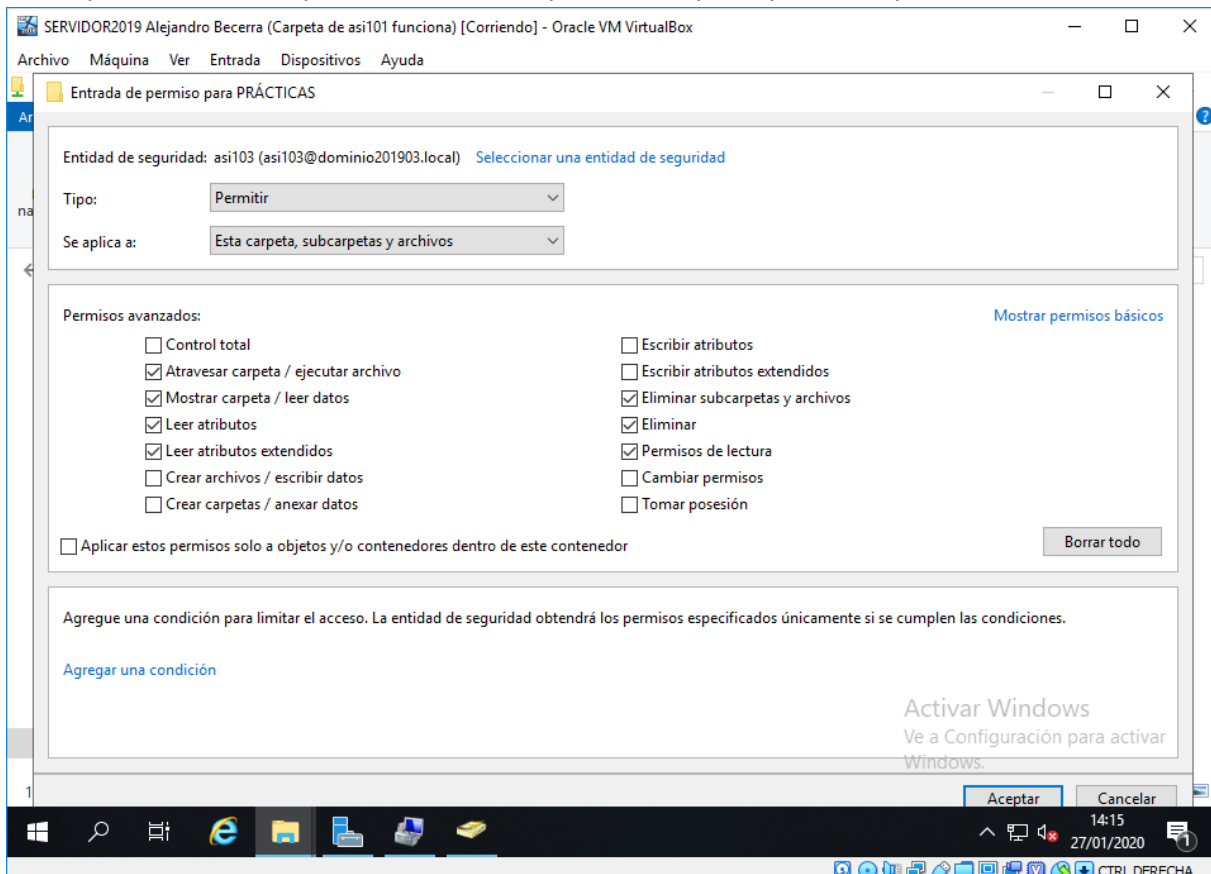 SERVIDOR2019 Alejandro Becerra (Carpeta de asi101 funciona) [Corriendo] - Oracle VM VirtualBox
Archivo Máquina Ver Entrada Dispositivos Ayuda
Entrada de permiso para PRÁCTICAS
Ar
Entidad de seguridad: asi103 (asi103@dominio201903.local) Seleccionar una entidad de seguridad
Tipo: Permitir
na
Se aplica a: Esta carpeta, subcarpetas y archivos
Permisos avanzados: Mostrar permisos básicos
Control total Escribir atributos
Atravesar carpeta / ejecutar archivo Escribir atributos extendidos
Mostrar carpeta / leer datos Eliminar subcarpetas y archivos
Leer atributos Eliminar
Leer atributos extendidos Permisos de lectura
Crear archivos / escribir datos Cambiar permisos
Crear carpetas / anexar datos Tomar posesión
Aplicar estos permisos solo a objetos y/o contenedores dentro de este contenedor Borrar todo
Agregue una condición para limitar el acceso. La entidad de seguridad obtendrá los permisos especificados únicamente si se cumplen las condiciones.
Agregar una condición
Activar Windows
Ve a Configuración para activar
Windows.
1
Aceptar Cancelar
14:15
27/01/2020
1
CTRL DERECHA